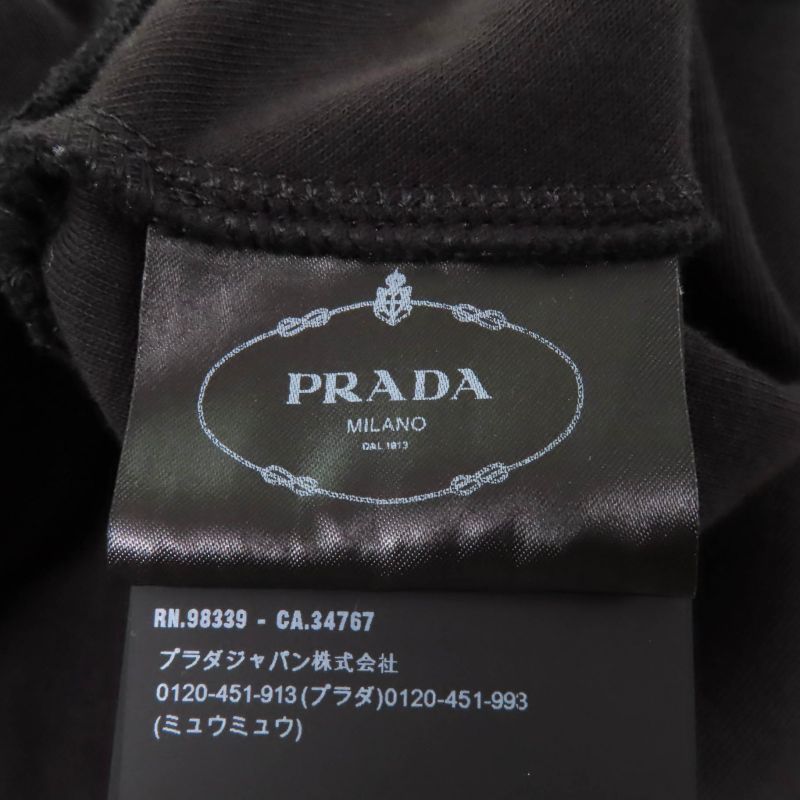 PRADA
MILANO
DAL 1913
RN.98339 - CA.34767
プラダジャパン株式会社
0120-451-913(プラダ)0120-451-993
(ミュウミュウ)